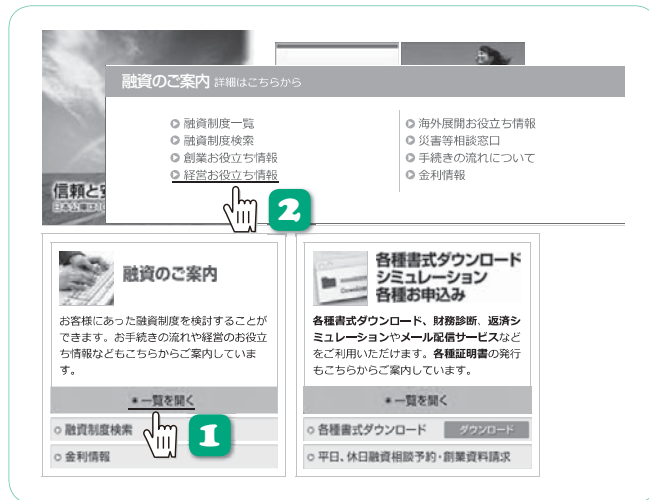 融資のご案内 詳細はこちらから
融資制度一覧
融資制度検索
創業お役立ち情報
経営お役立ち情報
海外展開お役立ち情報
災害等相談窓口
手続きの流れについて
金利情報
信頼と
2
融資のご案内
お客様にあった融資制度を検討することが
できます。お手続きの流れや経営のお役立
ち情報などもこちらからご案内していま
す。
一覧を開く
融資制度検索
金利情報
1
各種書式ダウンロード
シミュレーション
各種お申込み
各種書式ダウンロード、財務診断、返済シ
ミュレーションやメール配信サービスなど
をご利用いただけます。各種証明書の発行
もこちらからご案内しています。
一覧を開く
各種書式ダウンロード ダウンロード
平日、休日融資相談予約・創業資料請求